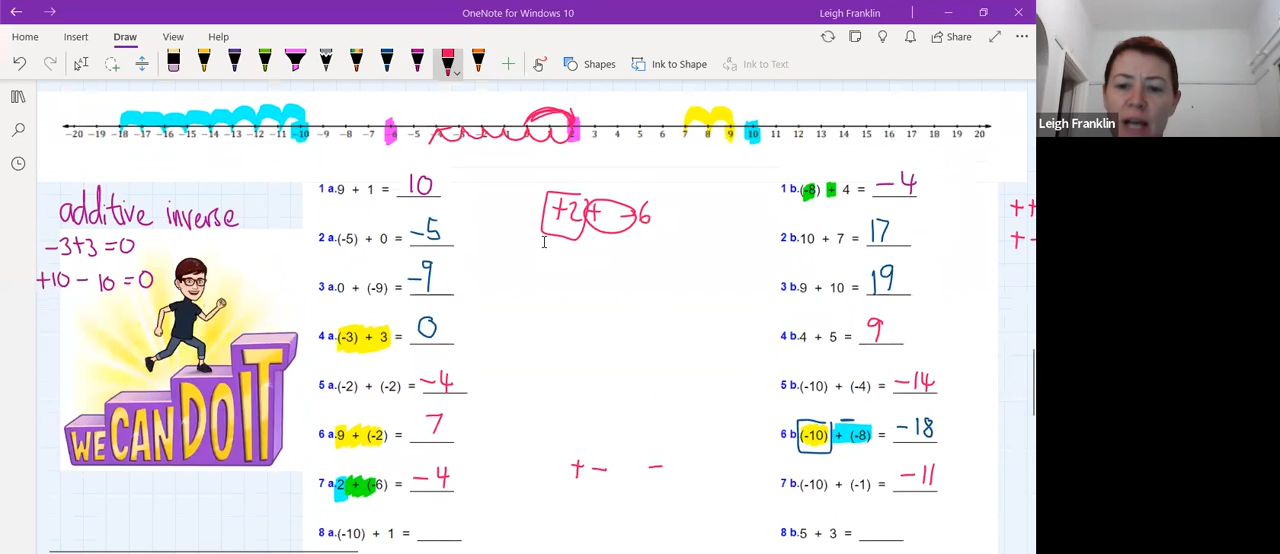 OneNote for Windows 10
Leigh Franklin
Home Insert Draw View Help
Share
Shapes Ink to Shape Ink to Text
Leigh Franklin
-20 -19 -18 -17 -16 -15 -14 -13 -12 -11 -10 -9 -8 -7 -6 -5 2 3 4 5 6 7 8 9 10 11 12 13 14 15 16 17 18 19 20
additive inverse
-3+3=0
+10-10=0
WE CAN DO IT
1 a. 9 + 1 = 10
2 a. (-5) + 0 = -5
3 a. 0 + (-9) = -9
4 a. (-3) + 3 = 0
5 a. (-2) + (-2) = -4
6 a. 9 + (-2) = 7
7 a. 2 + (-6) = -4
8 a. (-10) + 1 = ____
+2 + -6
+ - -
1 b. (-8) + 4 = -4
2 b. 10 + 7 = 17
3 b. 9 + 10 = 19
4 b. 4 + 5 = 9
5 b. (-10) + (-4) = -14
6 b. (-10) + (-8) = -18
7 b. (-10) + (-1) = -11
8 b. 5 + 3 = ____
++
+-